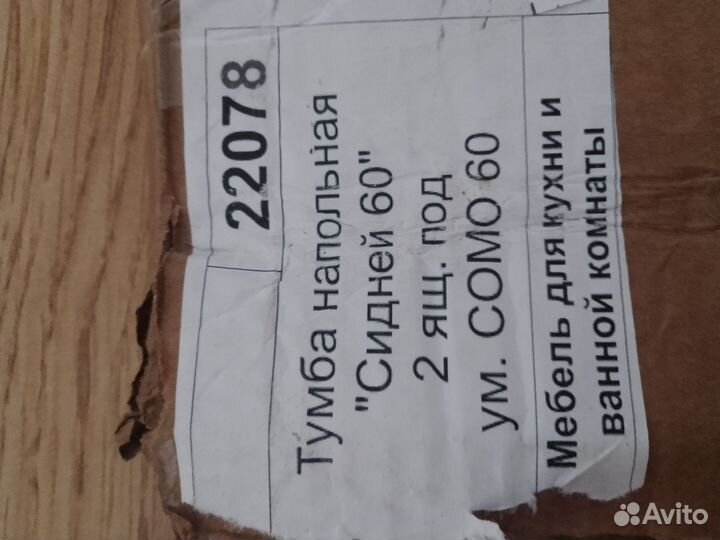 22078
Тумба напольная
"Сидней 60"
2 ящ. под
ум. СОМО 60
Мебель для кухни и
ванной комнаты
Avito